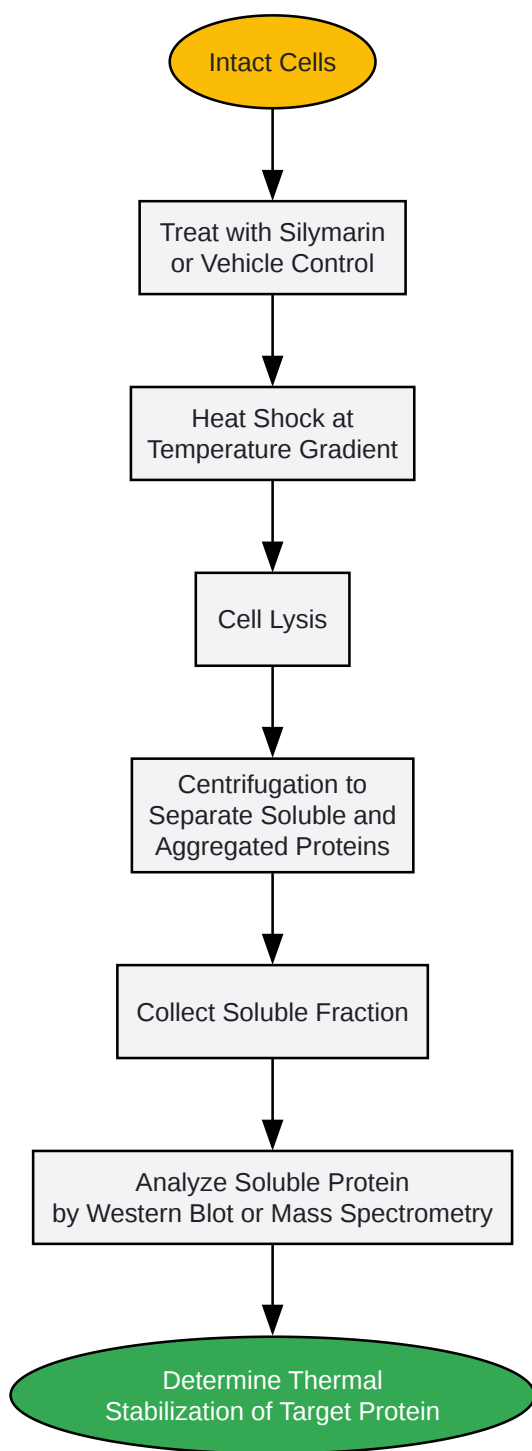 Intact Cells
Treat with Silymarin
or Vehicle Control
Heat Shock at
Temperature Gradient
Cell Lysis
Centrifugation to
Separate Soluble and
Aggregated Proteins
Collect Soluble Fraction
Analyze Soluble Protein
by Western Blot or Mass Spectrometry
Determine Thermal
Stabilization of Target Protein